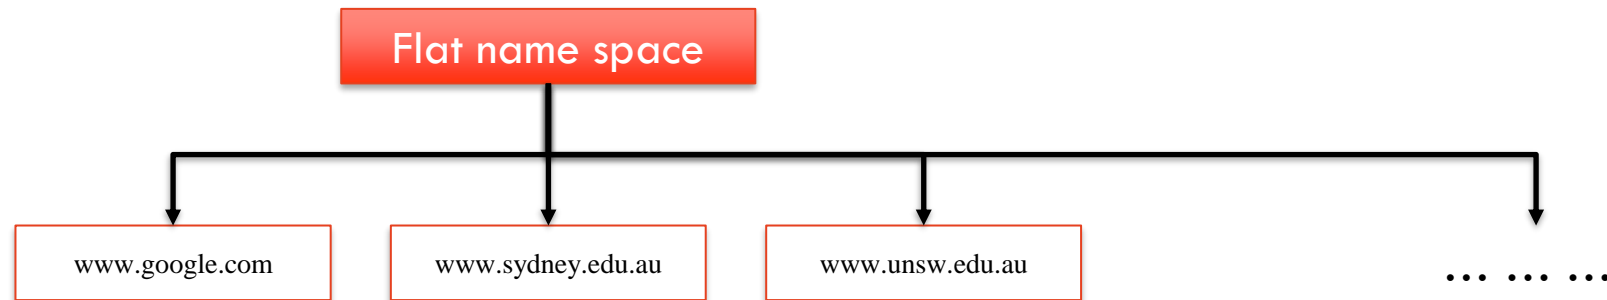 Flat name space
www.google.com
www.sydney.edu.au
www.unsw.edu.au
... ... ...